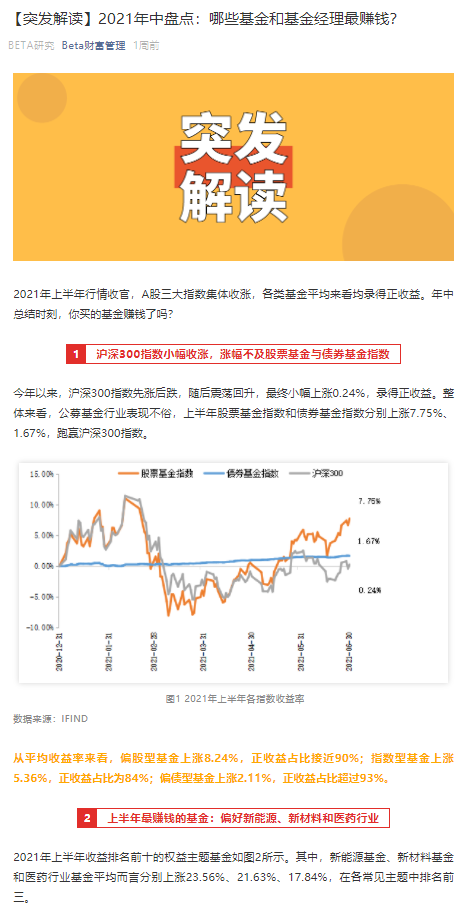 【突发解读】2021年中盘点：哪些基金和基金经理最赚钱？
BETA研究 Beta财富管理 1周前
突发
解读
2021年上半年行情收官，A股三大指数集体收涨，各类基金平均来看均录得正收益。年中
总结时刻，你买的基金赚钱了吗？
1 沪深300指数小幅收涨，涨幅不及股票基金与债券基金指数
今年以来，沪深300指数先涨后跌，随后震荡回升，最终小幅上涨0.24%，录得正收益。整
体来看，公募基金行业表现不俗，上半年股票基金指数和债券基金指数分别上涨7.75%、
1.67%，跑赢沪深300指数。
股票基金指数 债券基金指数 沪深300
15.00%
10.00%
5.00%
0.00%
-5.00%
-10.00%
7.75%
1.67%
0.24%
2020-12-31
2021-01-31
2021-02-28
2021-03-31
2021-04-30
2021-05-31
2021-06-30
图1 2021年上半年各指数收益率
数据来源：IFIND
从平均收益率来看，偏股型基金上涨8.24%，正收益占比接近90%；指数型基金上涨
5.36%，正收益占比为84%；偏债型基金上涨2.11%，正收益占比超过93%。
2 上半年最赚钱的基金：偏好新能源、新材料和医药行业
2021年上半年收益排名前十的权益主题基金如图2所示。其中，新能源基金、新材料基金
和医药行业基金平均而言分别上涨23.56%、21.63%、17.84%，在各常见主题中排名前
三。